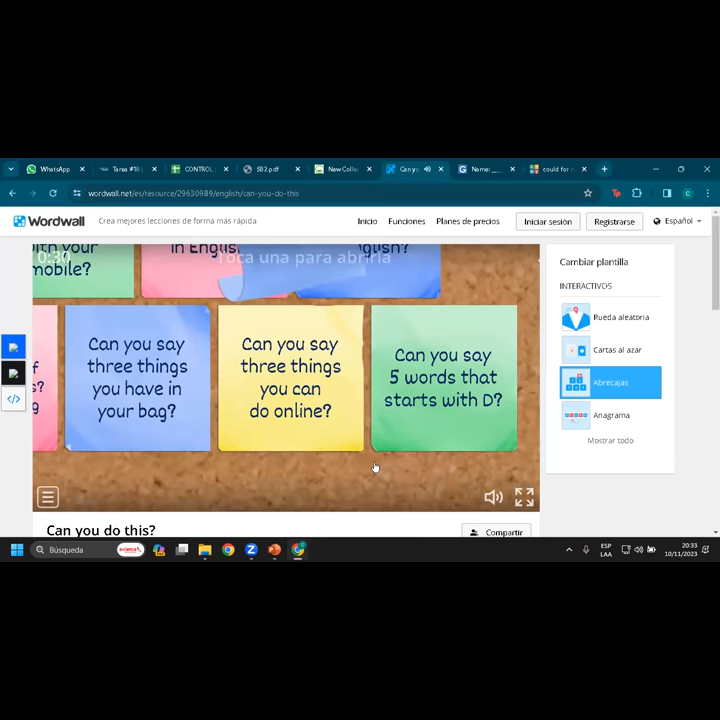 WhatsApp
Tarea #18
CONTROL
SB2.pdf
New Colle
Can y
Name: ___
could for
wordwall.net/es/resource/29630989/english/can-you-do-this
Wordwall
Crea mejores lecciones de forma más rápida
Inicio
Funciones
Planes de precios
Iniciar sesión
Registrarse
Español
with your
mobile?
in English
glish?
0:30
Toca una para abrirla
Can you say
three things
you have in
your bag?
Can you say
three things
you can
do online?
Can you say
5 words that
starts with D?
Cambiar plantilla
INTERACTIVOS
Rueda aleatoria
Cartas al azar
Abrecajas
Anagrama
Mostrar todo
Can you do this?
Compartir
Búsqueda
avianca
ESP
LAA
20:33
10/11/2023